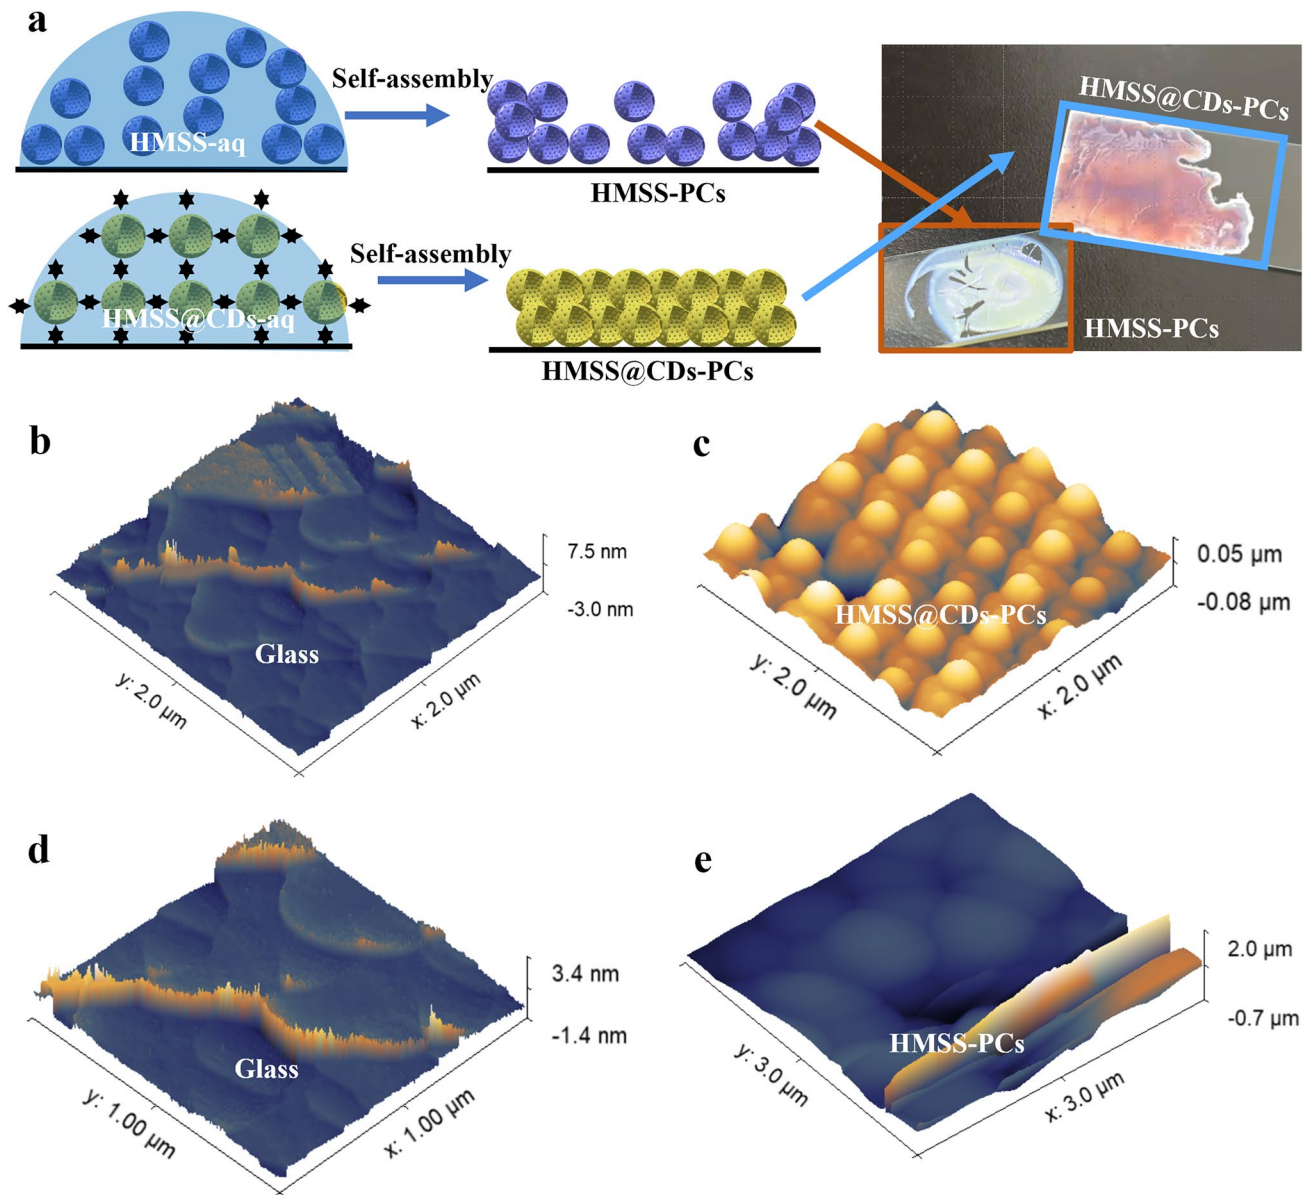 a
HMSS-aq
Self-assembly
HMSS-PCs
HMSS@CDs-PCs
HMSS@CDs-aq
Self-assembly
HMSS@CDs-PCs
HMSS-PCs
b
7.5 nm
-3.0 nm
Glass
y: 2.0 µm
x: 2.0 µm
c
0.05 µm
-0.08 µm
HMSS@CDs-PCs
y: 2.0 µm
x: 2.0 µm
d
3.4 nm
-1.4 nm
Glass
y: 1.00 µm
x: 1.00 µm
e
2.0 µm
-0.7 µm
HMSS-PCs
y: 3.0 µm
x: 3.0 µm